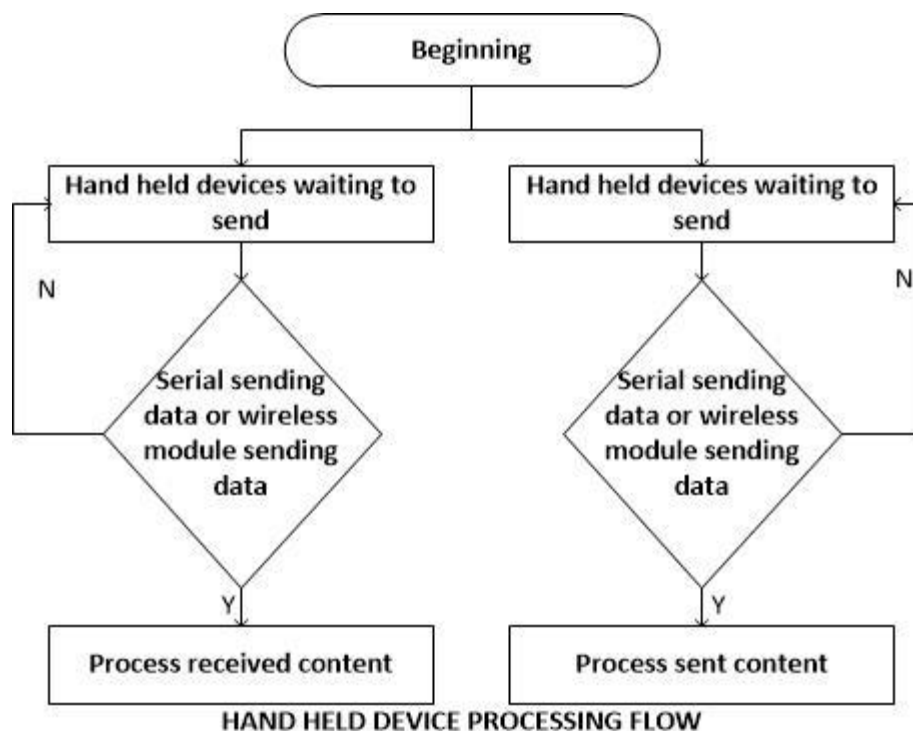 Beginning
Hand held devices waiting to
send
Hand held devices waiting to
send
N
N
Serial sending
data or wireless
module sending
data
Serial sending
data or wireless
module sending
data
Y
Y
Process received content
Process sent content
HAND HELD DEVICE PROCESSING FLOW